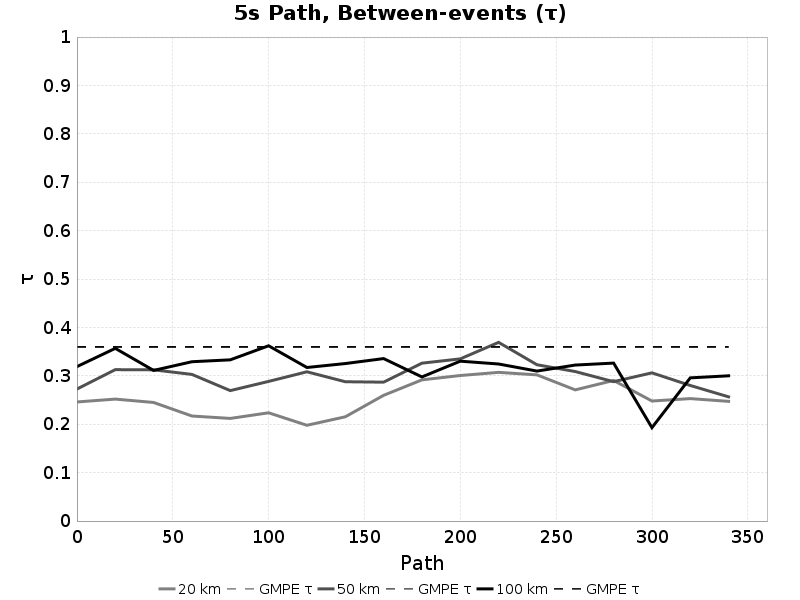 5s Path, Between-events (τ)
1
0.9
0.8
0.7
0.6
0.5
0.4
0.3
0.2
0.1
0
τ
0 50 100 150 200 250 300 350
Path
20 km GMPE τ 50 km GMPE τ 100 km GMPE τ